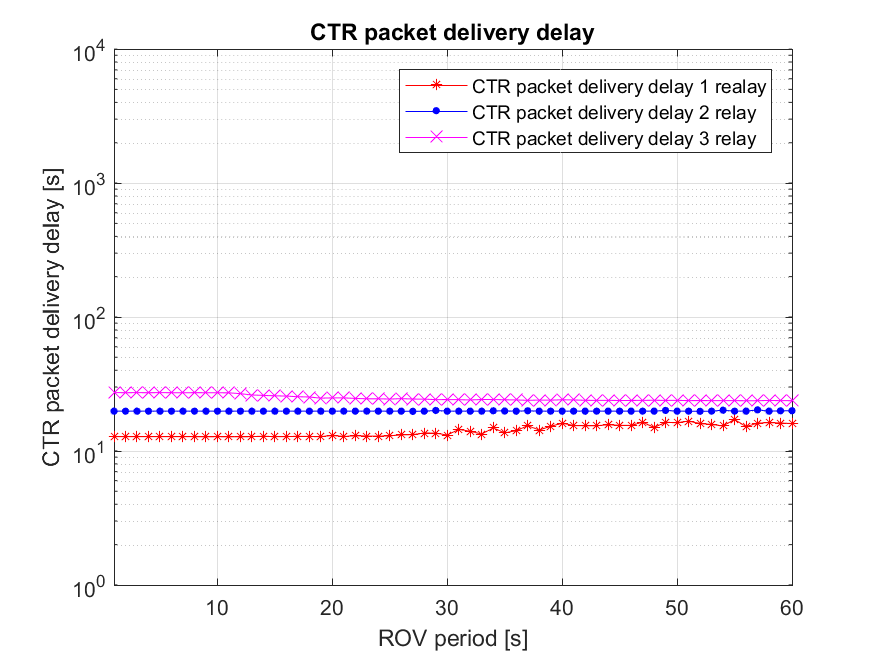 CTR packet delivery delay
10^4
10^3
10^2
10^1
10^0
CTR packet delivery delay [s]
CTR packet delivery delay 1 realay
CTR packet delivery delay 2 relay
CTR packet delivery delay 3 relay
10 20 30 40 50 60
ROV period [s]